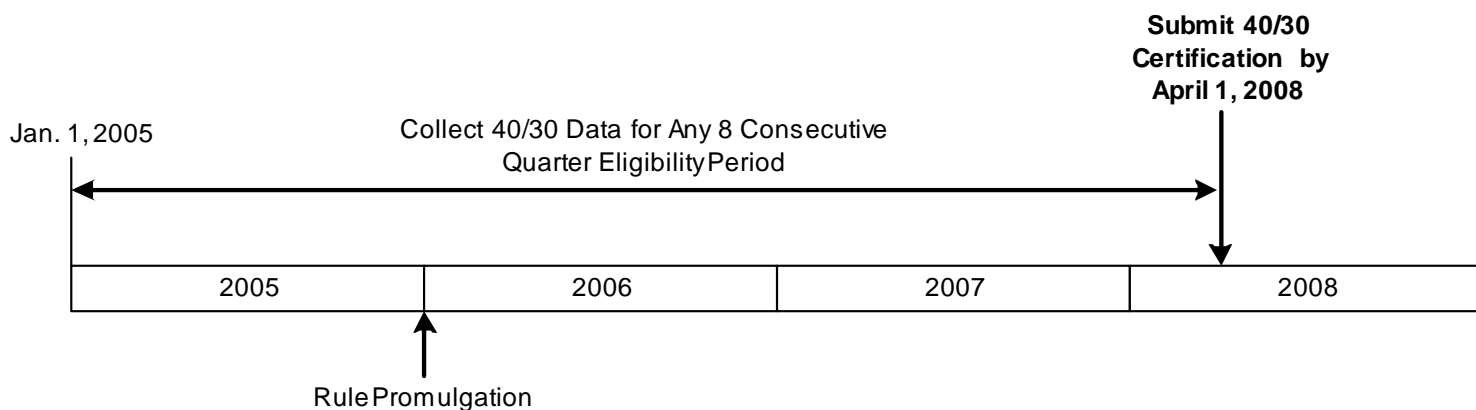 Submit 40/30
Certification by
April 1, 2008
Jan. 1, 2005
Collect 40/30 Data for Any 8 Consecutive
Quarter Eligibility Period
2005
2006
2007
2008
Rule Promulgation